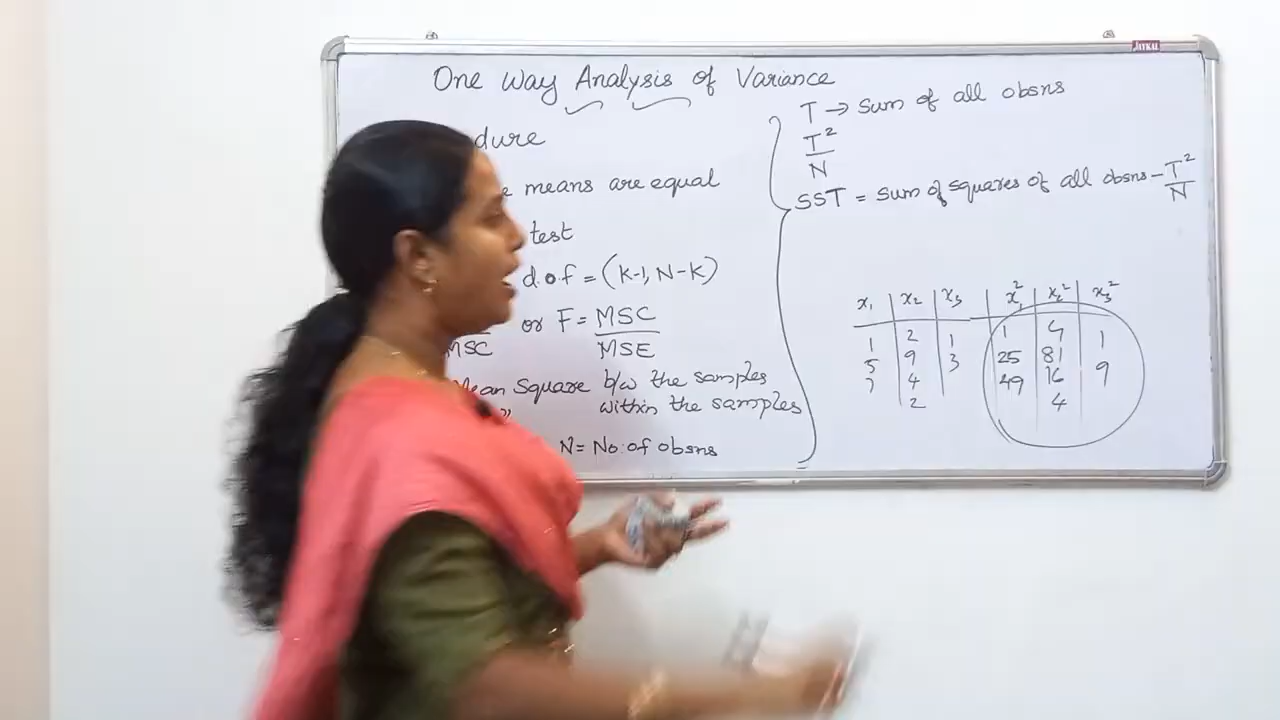 One way Analysis of Variance
dure
means are equal
test
d.o.f = (K-1, N-K)
or F = MSC
MSC
MSE
Mean Square b/w the samples
" within the samples
N = No: of obsns
T → Sum of all obsns
T²
N
SST = Sum of squares of all obsns - T²
N
x₁ x₂ x₃ x₁² x₂² x₃²
1 2 1 1 4 1
5 9 3 25 81 9
7 4 49 16
2 4
JAYKAL